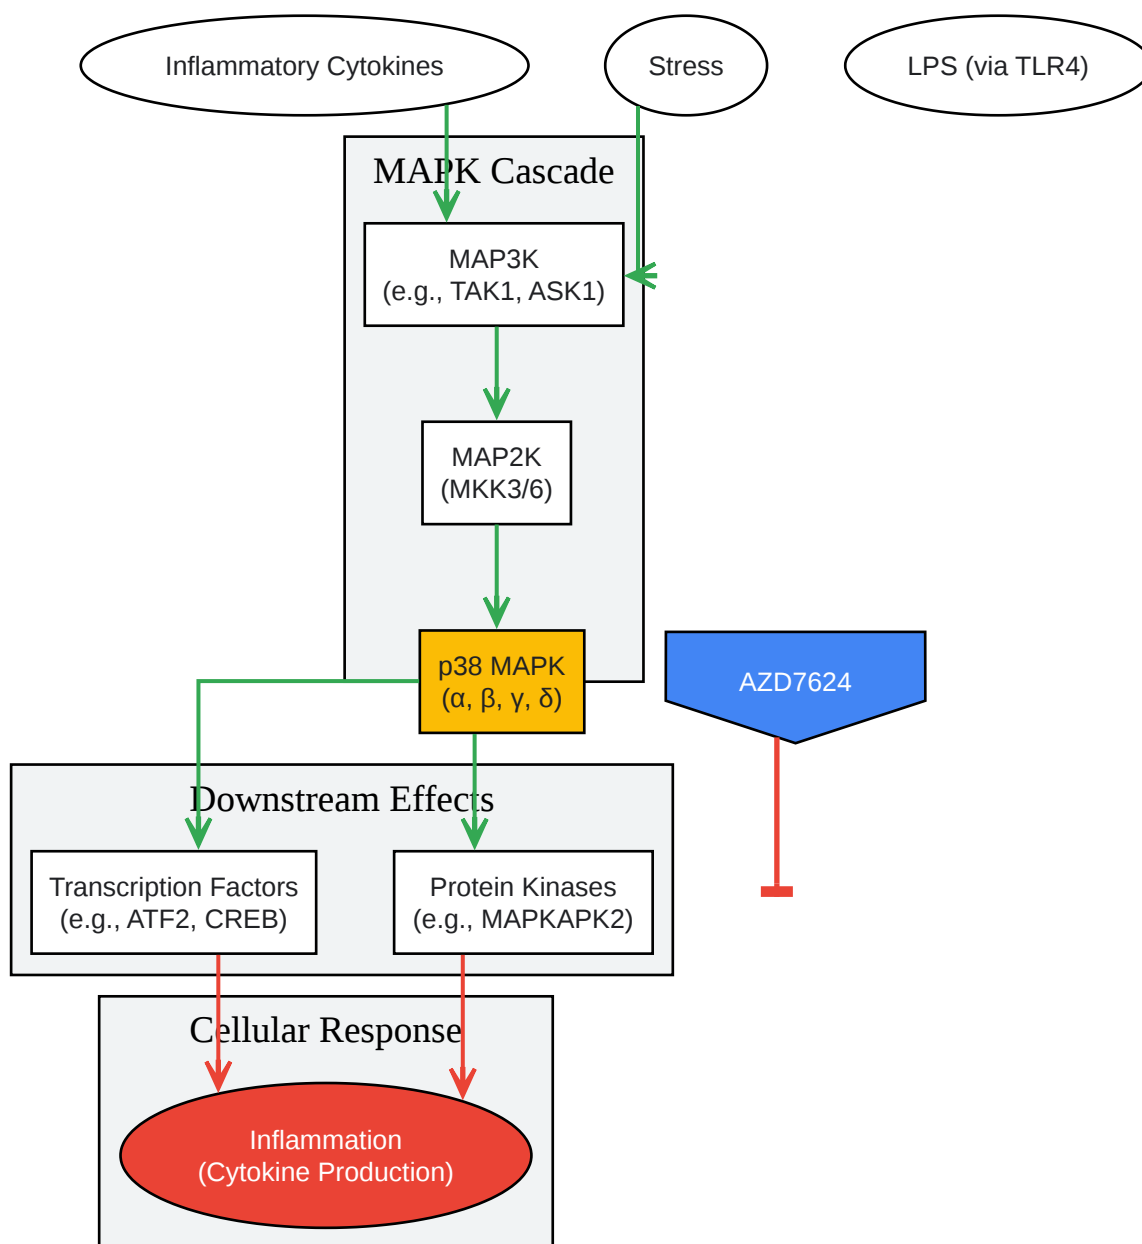 Inflammatory Cytokines
Stress
LPS (via TLR4)
MAPK Cascade
MAP3K
(e.g., TAK1, ASK1)
MAP2K
(MKK3/6)
p38 MAPK
(α, β, γ, δ)
AZD7624
Downstream Effects
Transcription Factors
(e.g., ATF2, CREB)
Protein Kinases
(e.g., MAPKAPK2)
Cellular Response
Inflammation
(Cytokine Production)